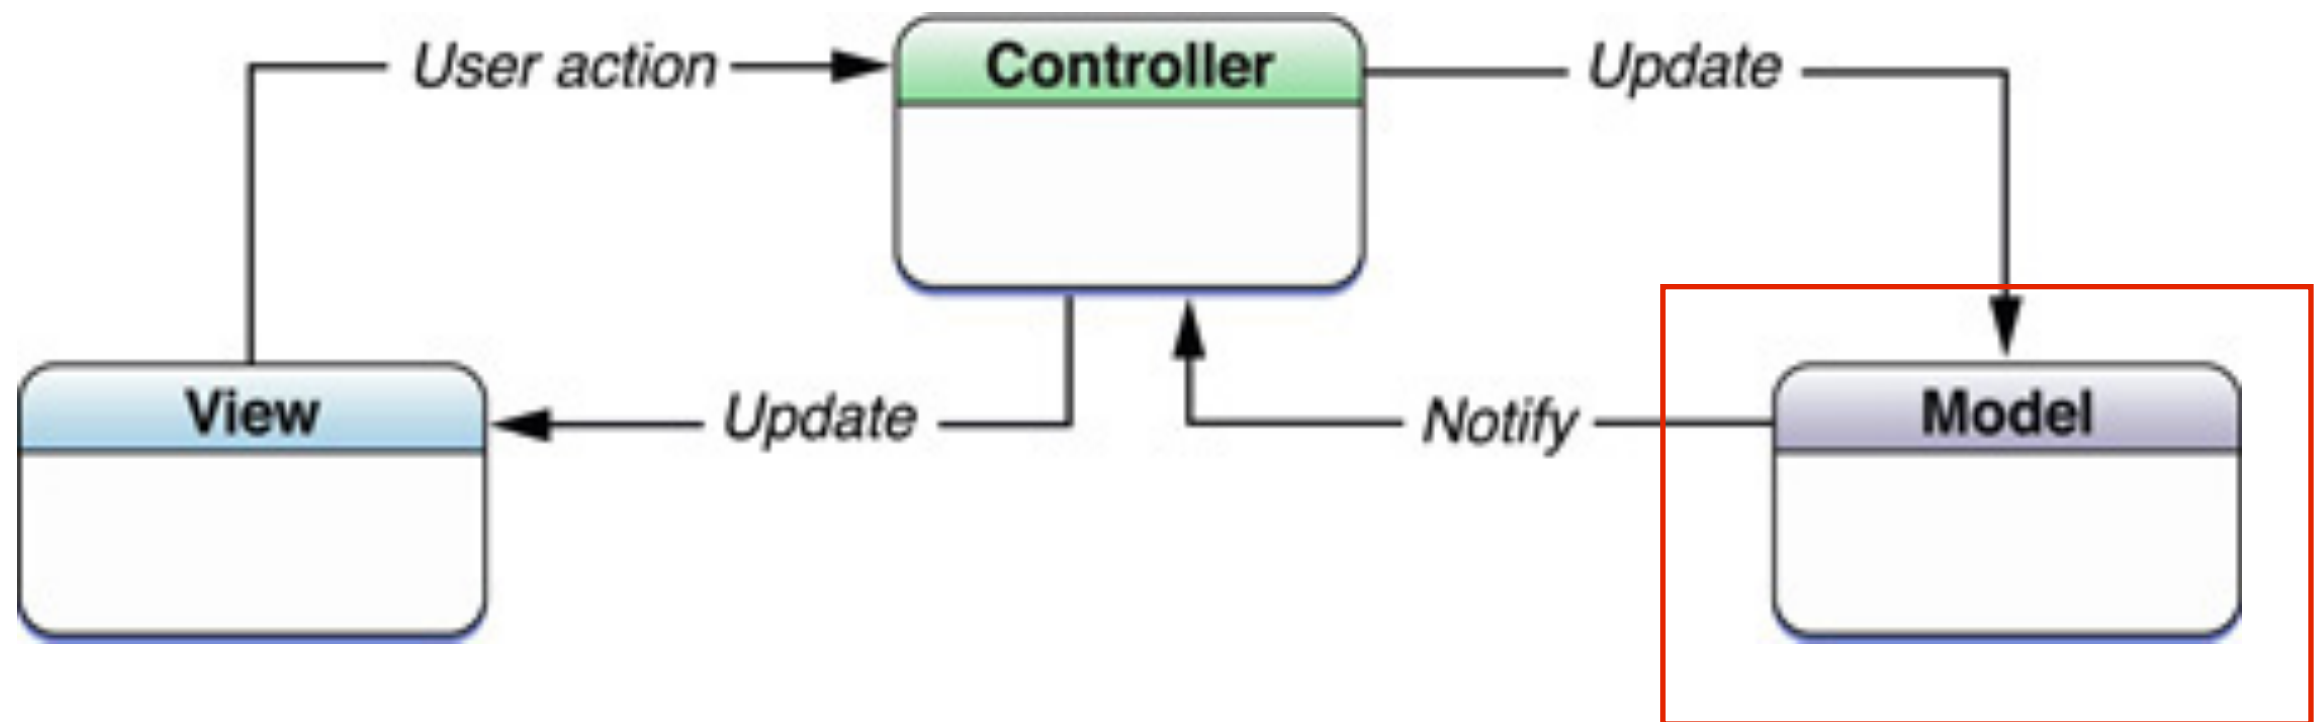 User action
Controller
Update
View
Update
Notify
Model